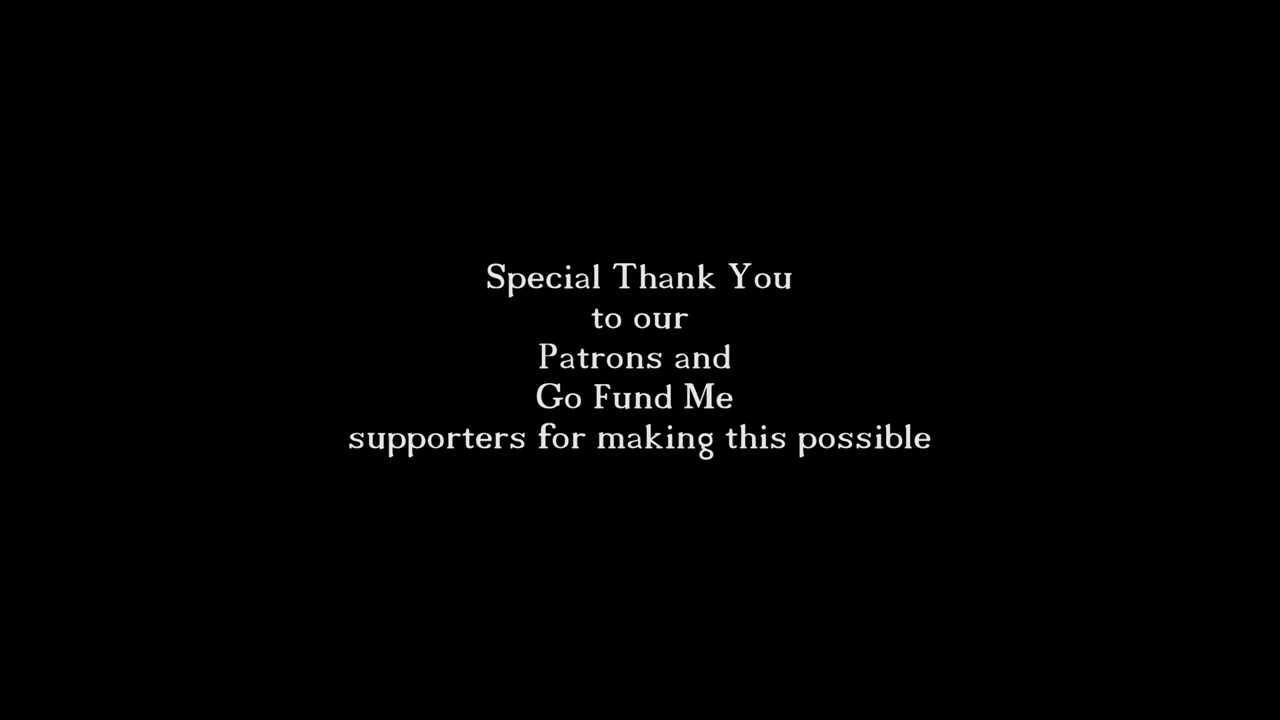 Special Thank You
to our
Patrons and
Go Fund Me
supporters for making this possible